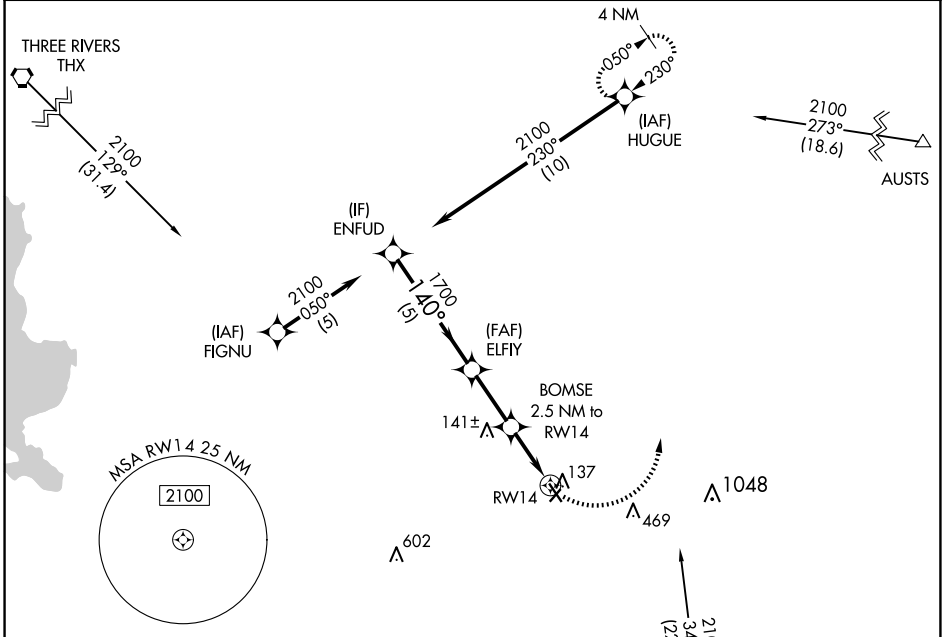 4 NM
THREE RIVERS
THX
050°
230°
(IAF)
HUGUE
2100
129°
(31.4)
2100
230°
(10)
2100
273°
(18.6)
AUSTS
(IF)
ENFUD
2100
050°
(5)
1700
140°
(5)
(IAF)
FIGNU
(FAF)
ELFIY
BOMSE
2.5 NM to
RW14
141±
MSA RW14 25 NM
2100
137
RW14
1048
469
602